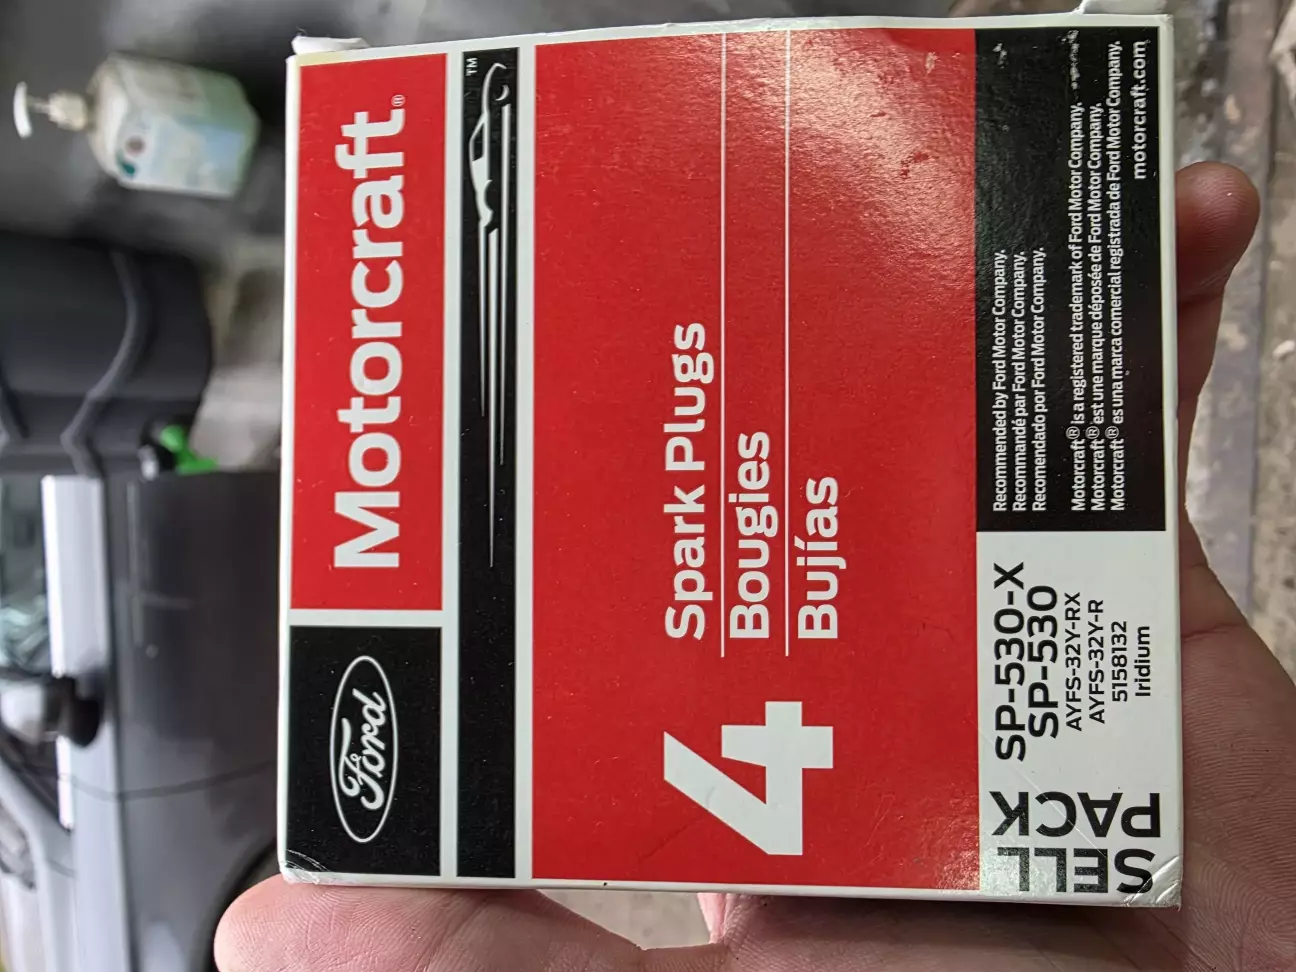 Ford
Motorcraft®
TM
4
Spark Plugs
Bougies
Bujías
SELL
PACK
SP-530-X
SP-530
AYFS-32Y-RX
AYFS-32Y-R
5158132
Iridium
Recommended by Ford Motor Company.
Recommandé par Ford Motor Company.
Recomendado por Ford Motor Company.
Motorcraft® is a registered trademark of Ford Motor Company.
Motorcraft® est une marque déposée de Ford Motor Company.
Motorcraft® es una marca comercial registrada de Ford Motor Company.
motorcraft.com